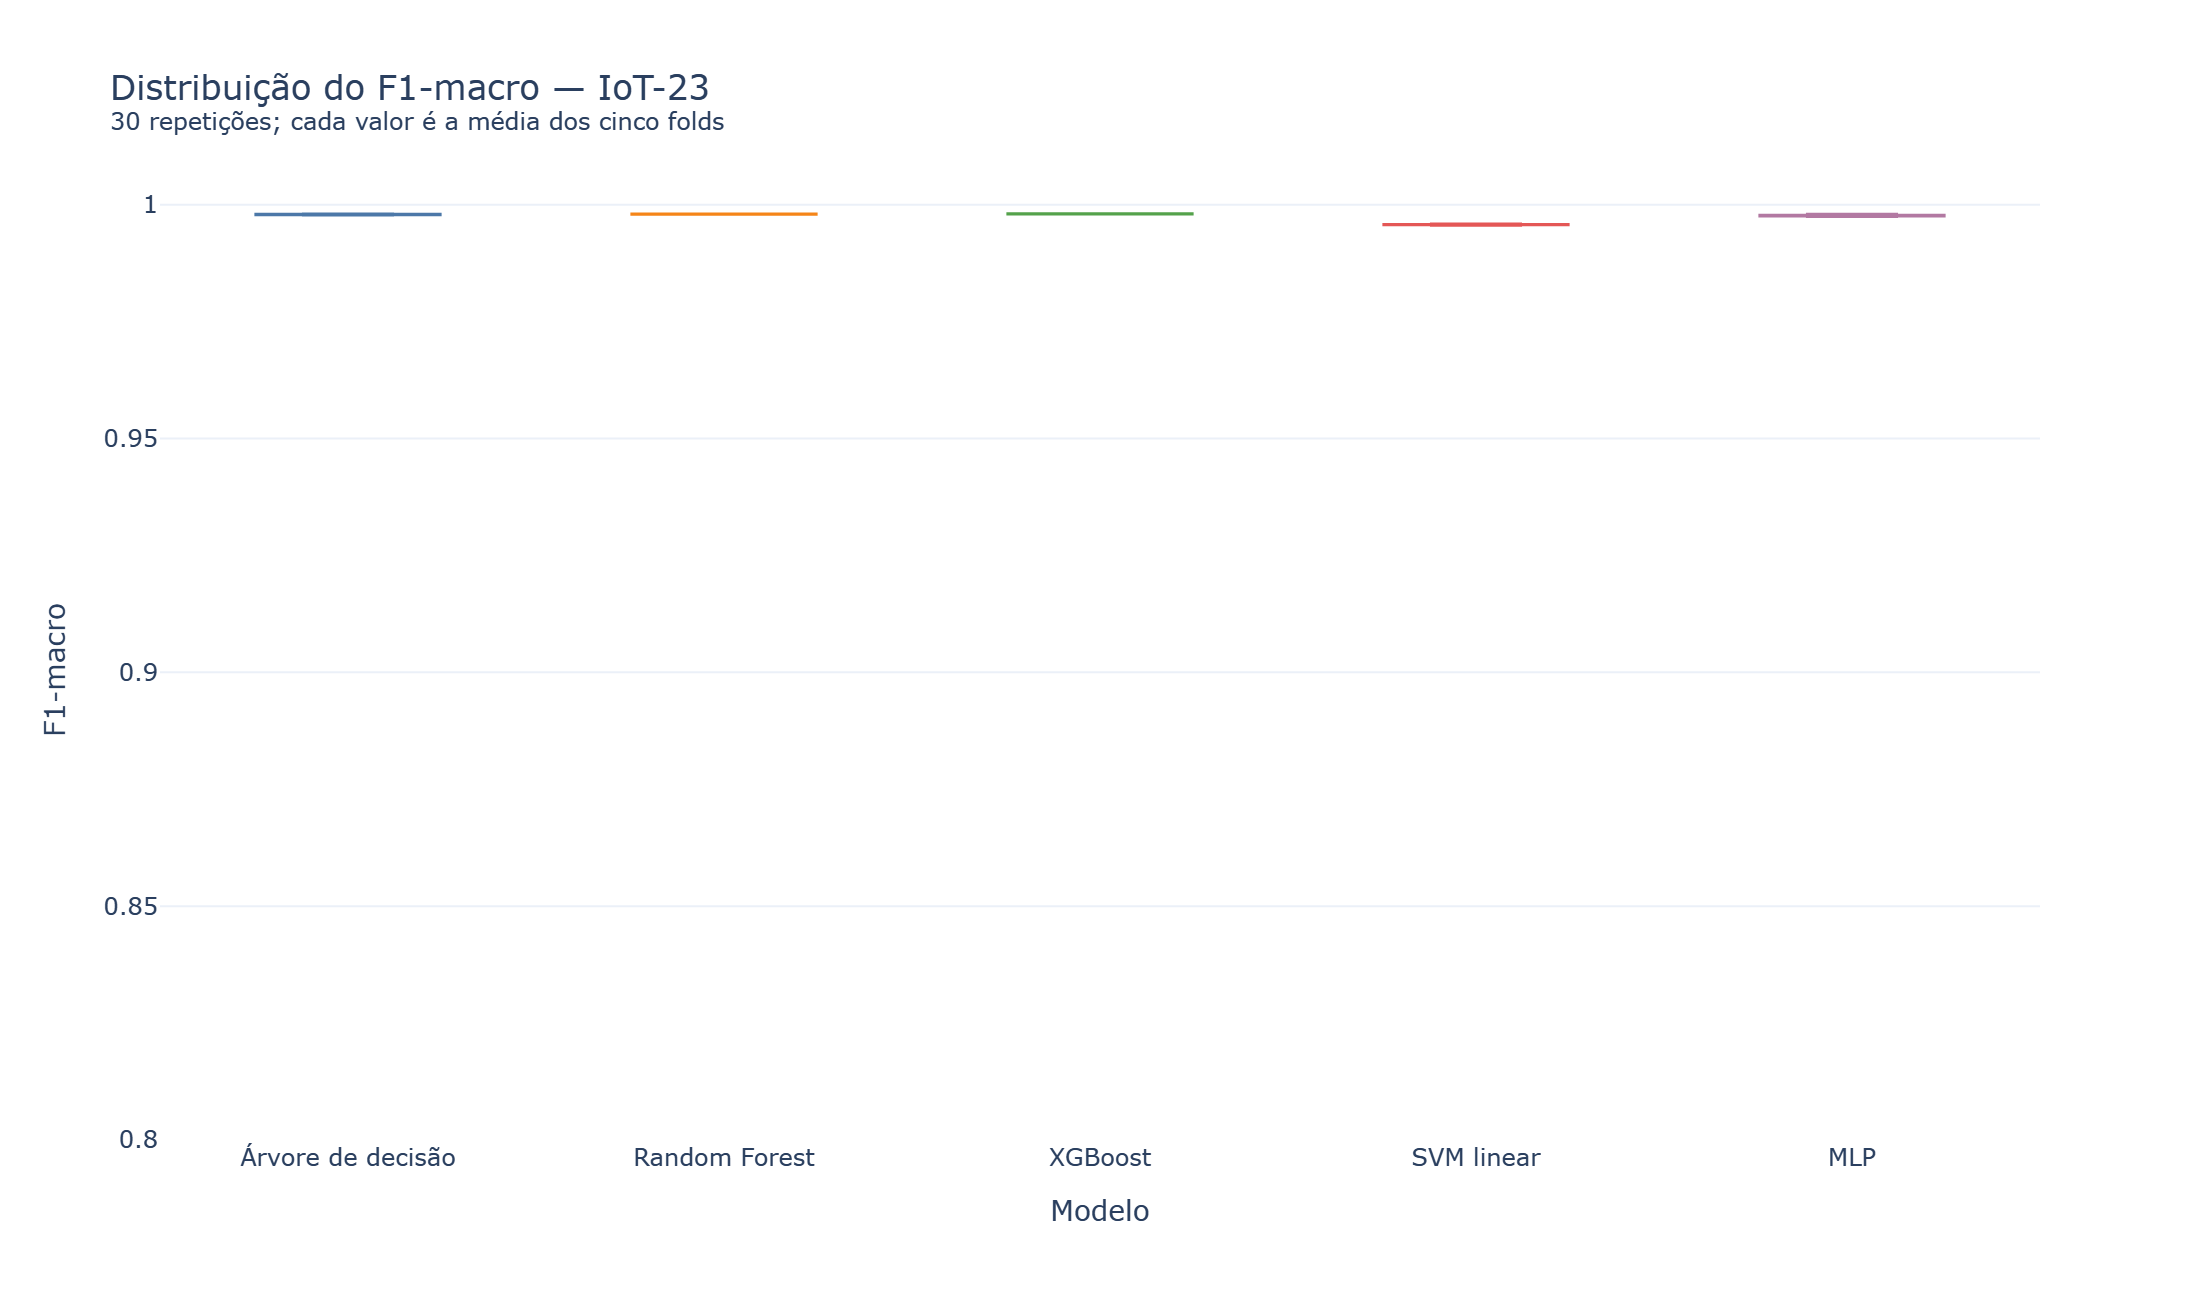 Distribuição do F1-macro — IoT-23
30 repetições; cada valor é a média dos cinco folds
1
0.95
0.9
0.85
0.8
F1-macro
Árvore de decisão
Random Forest
XGBoost
SVM linear
MLP
Modelo